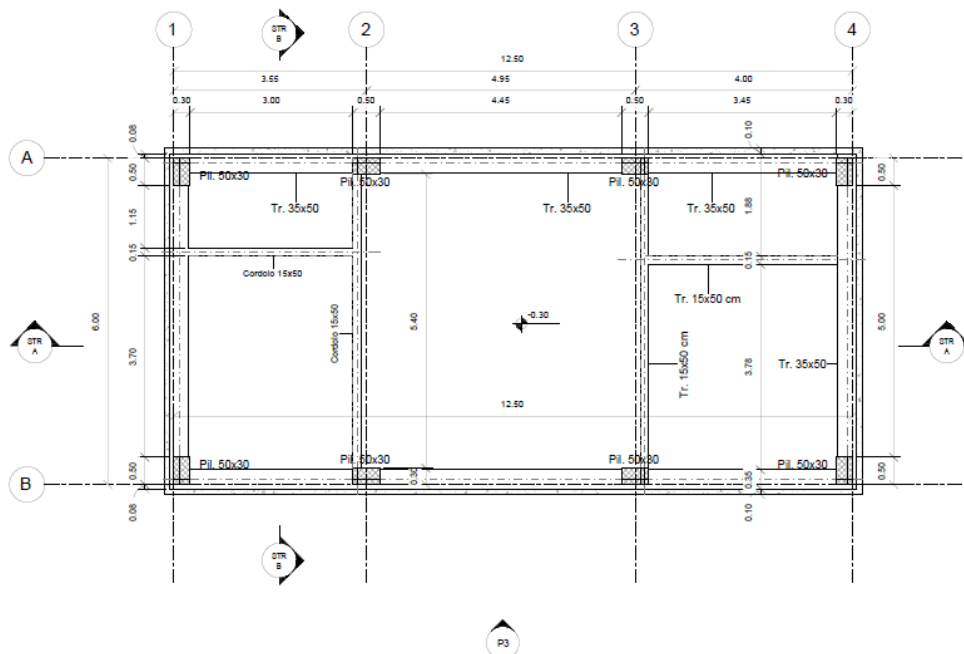 1
STR
B
2
3
4
12.50
3.55
4.95
4.00
0.30
3.00
0.50
4.45
0.50
3.45
0.30
0.08
0.10
A
0.50
Pil. 50x30
Pil. 50x30
Pil. 50x30
Pil. 50x30
0.50
Tr. 35x50
Tr. 35x50
Tr. 35x50
1.15
1.88
0.15
Cordolo 15x50
0.15
Tr. 15x50 cm
6.00
STR
A
3.70
Cordolo 15x50
5.40
-0.30
Tr. 15x50 cm
3.78
Tr. 35x50
5.00
STR
A
12.50
Pil. 50x30
Pil. 50x30
Pil. 50x30
Pil. 50x30
0.50
0.30
0.35
0.50
B
0.08
0.10
STR
B
P3